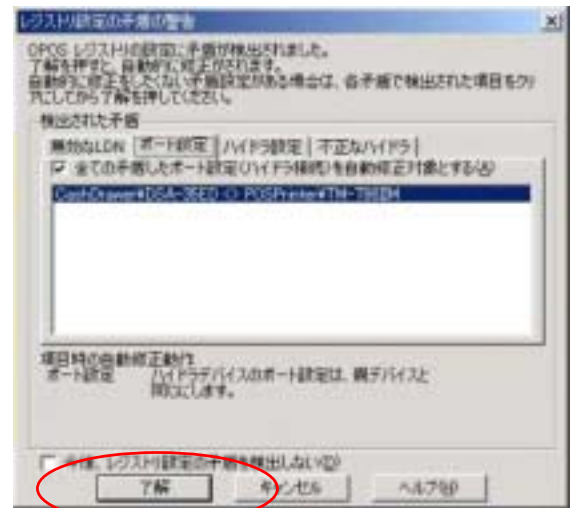 レジストリ設定の矛盾の警告
OPOS レジストリの設定に矛盾が検出されました。
了解を押すと、自動的に修正がされます。
自動的に修正をしたくない矛盾設定がある場合は、各矛盾で検出された項目をクリ
アにしてから了解を押してください。
検出された矛盾
無効なLDN
ポート設定
ハイドラ設定
不正なハイドラ
全ての矛盾したポート設定(ハイドラ接続)を自動修正対象とする(A)
CashDrawer¥DSA-35ED <> POSPrinter¥TM-T88IIM
項目時の自動修正動作
ポート設定 ハイドラデバイスのポート設定は、親デバイスと
同じにします。
今後、レジストリ設定の矛盾を検出しない(D)
了解
キャンセル
ヘルプ(H)